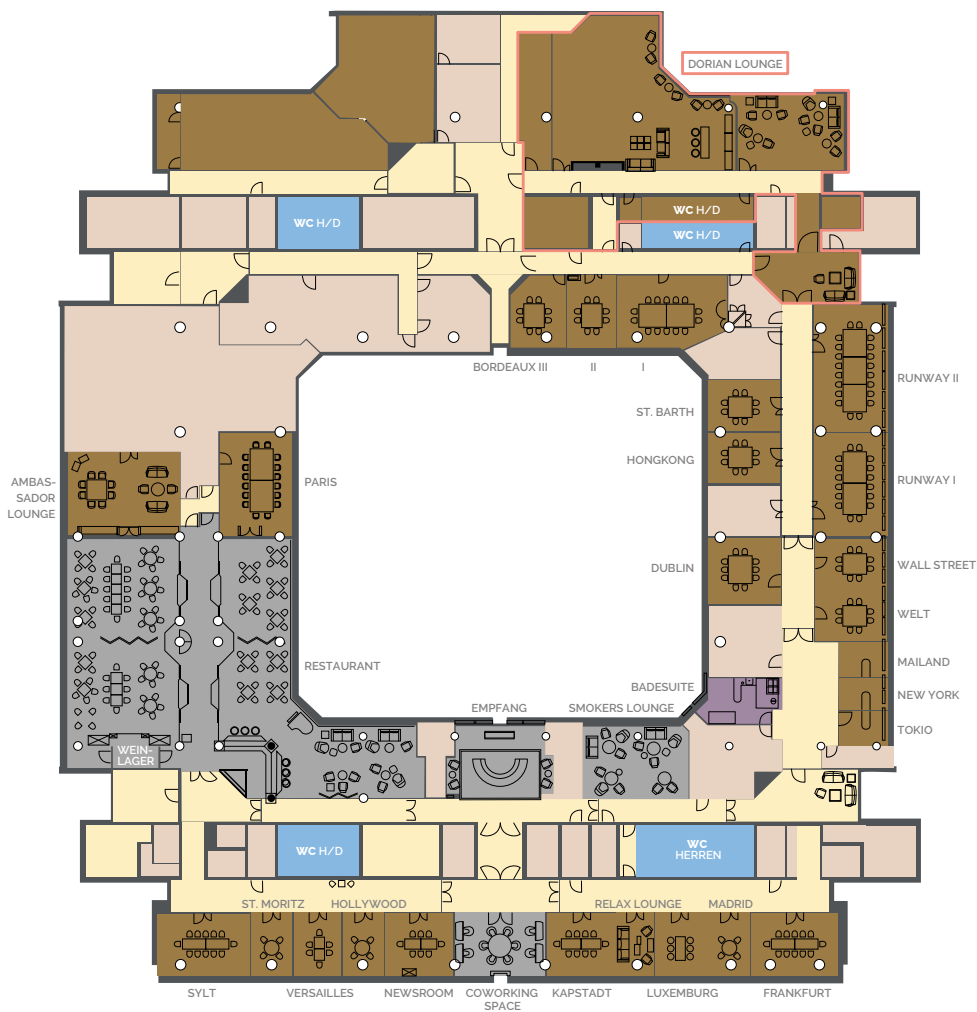 DORIAN LOUNGE
WC H/D
WC H/D
WC H/D
BORDEAUX III
II
I
RUNWAY II
ST. BARTH
HONGKONG
AMBAS-
SADOR
LOUNGE
PARIS
RUNWAY I
DUBLIN
WALL STREET
WELT
RESTAURANT
MAILAND
BADESUITE
NEW YORK
EMPFANG
SMOKERS LOUNGE
TOKIO
WEIN-
LAGER
WC H/D
WC
HERREN
ST. MORITZ
HOLLYWOOD
RELAX LOUNGE
MADRID
SYLT
VERSAILLES
NEWSROOM
COWORKING
SPACE
KAPSTADT
LUXEMBURG
FRANKFURT